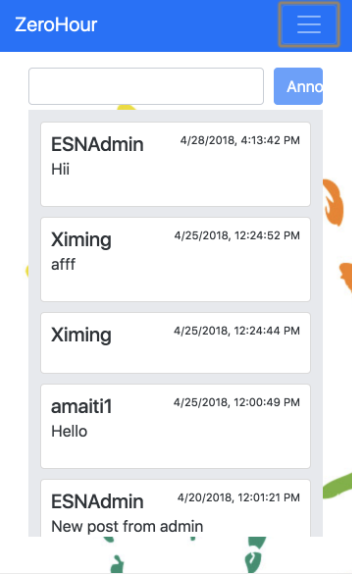 ZeroHour
Anno
ESNAdmin 4/28/2018, 4:13:42 PM
Hii
Ximing 4/25/2018, 12:24:52 PM
afff
Ximing 4/25/2018, 12:24:44 PM
amaiti1 4/25/2018, 12:00:49 PM
Hello
ESNAdmin 4/20/2018, 12:01:21 PM
New post from admin